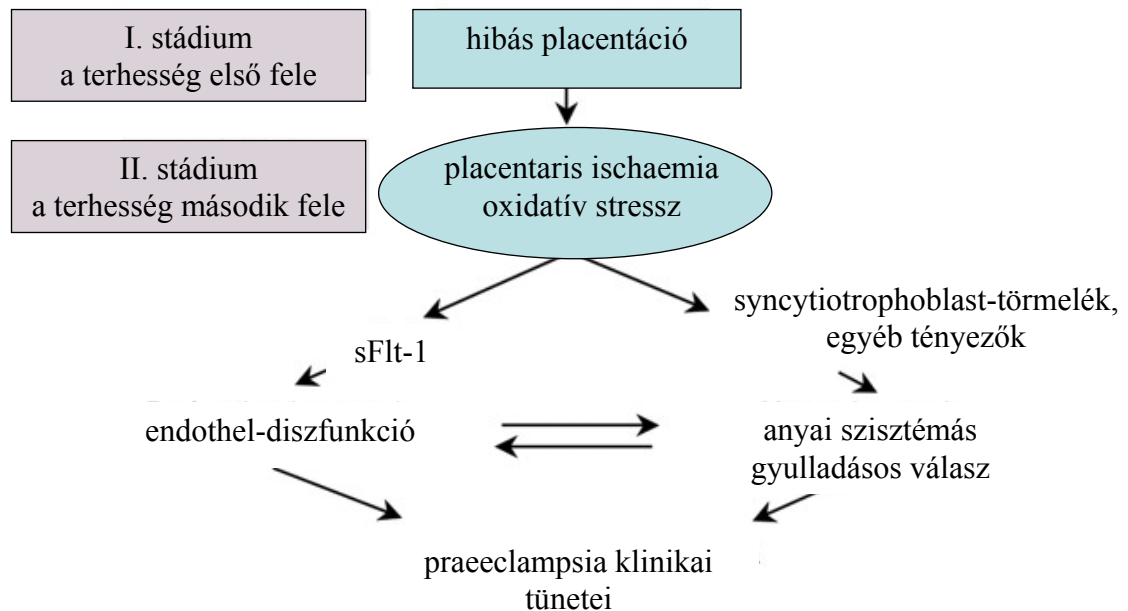 I. stádium
a terhesség első fele
hibás placentáció
II. stádium
a terhesség második fele
placentaris ischaemia
oxidatív stressz
syncytiotrophoblast-törmelék,
egyéb tényezők
sFlt-1
endothel-diszfunkció
anyai szisztémás
gyulladásos válasz
praeeclampsia klinikai
tünetei